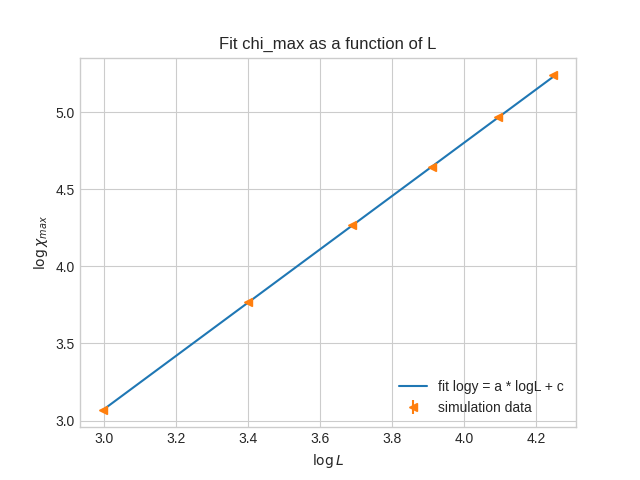 Fit chi_max as a function of L
log χmax
5.0
4.5
4.0
3.5
3.0
fit logy = a * logL + c
simulation data
3.0 3.2 3.4 3.6 3.8 4.0 4.2
log L